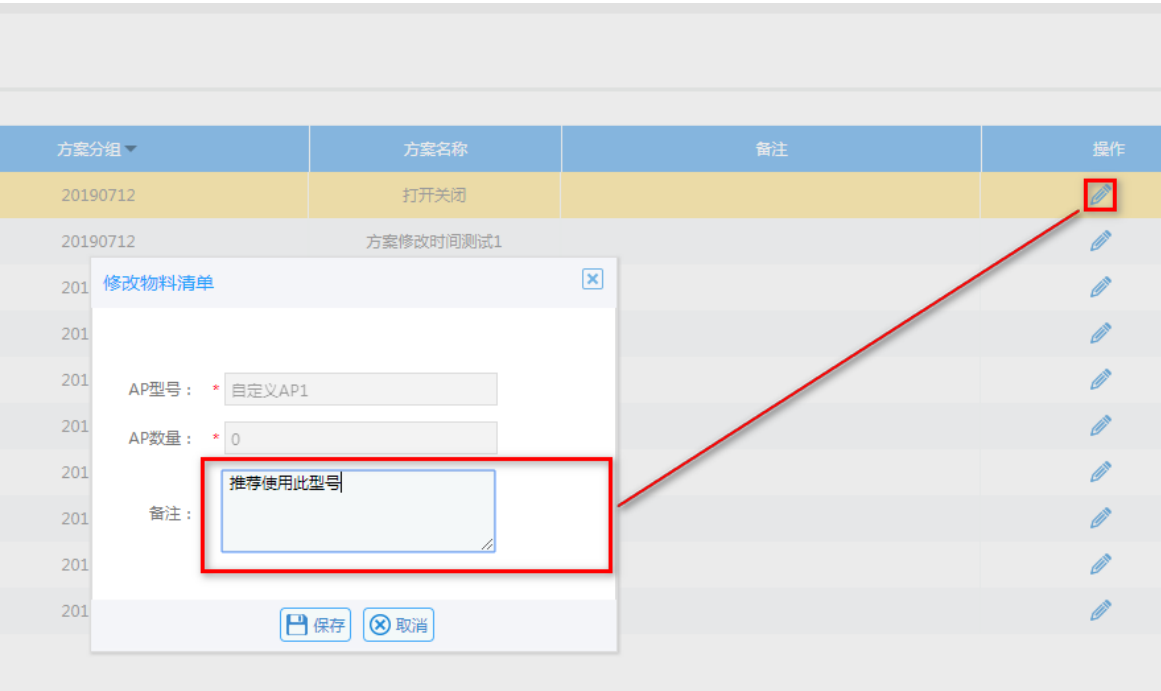 方案分组 方案名称 备注 操作
20190712 打开关闭
20190712 方案修改时间测试1
修改物料清单
201
201
201
AP型号： * 自定义AP1
201
AP数量： * 0
201
推荐使用此型号
备注：
201
201
201
保存 取消